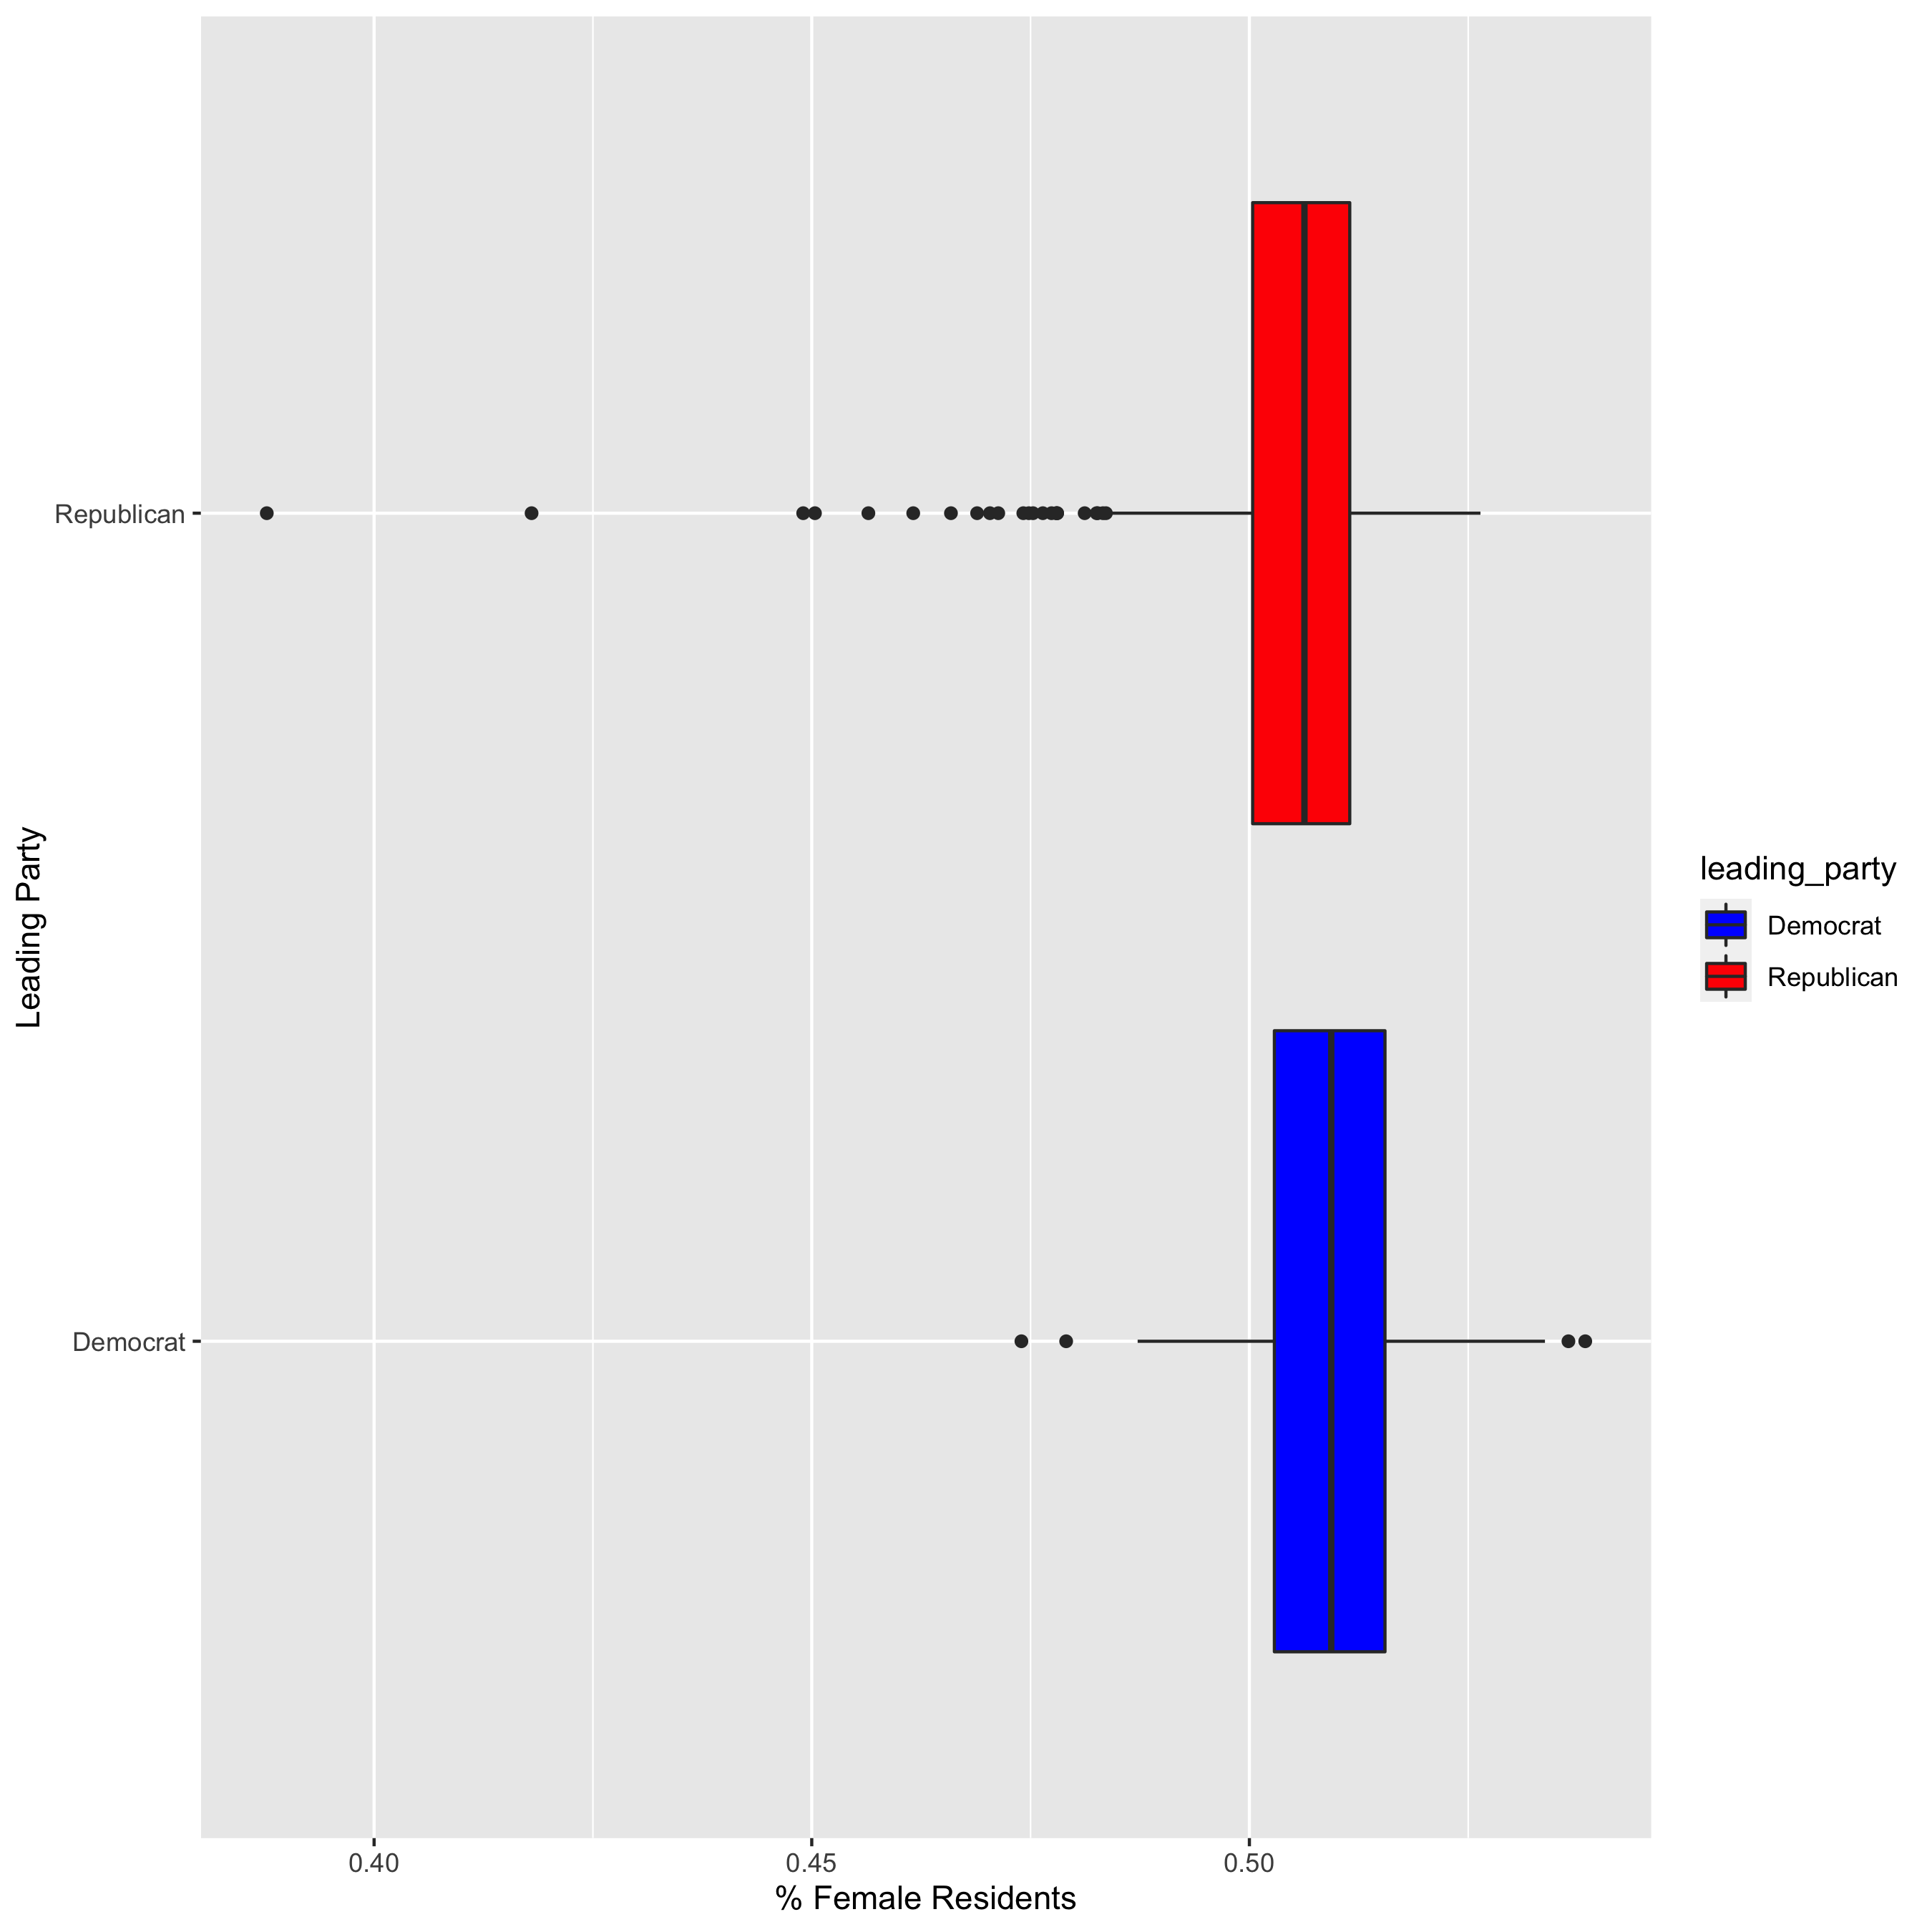 Republican
Democrat
Leading Party
0.40
0.45
0.50
% Female Residents
leading_party
Democrat
Republican